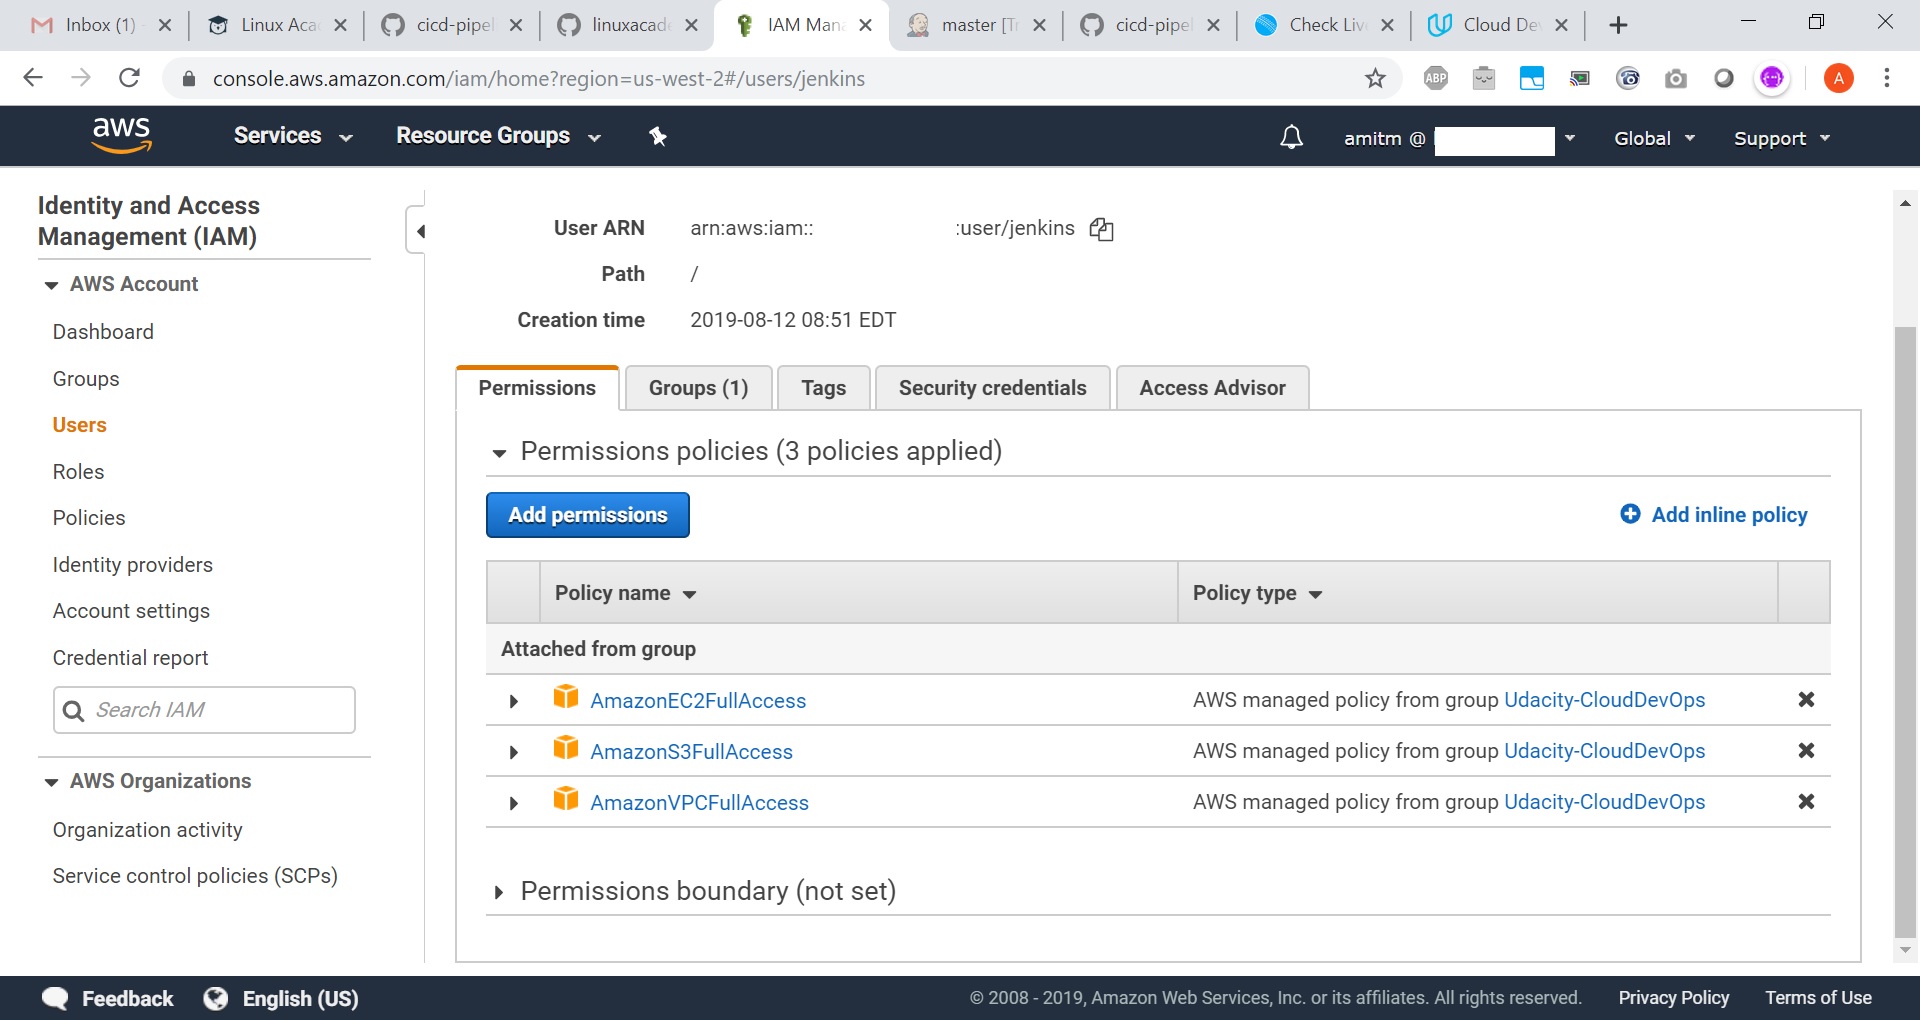 Inbox (1)
Linux Aca
cicd-pipel
linuxacade
IAM Mana
master [Tr
cicd-pipel
Check Liv
Cloud De
console.aws.amazon.com/iam/home?region=us-west-2#/users/jenkins
ABP
A
aws
Services
Resource Groups
amitm @
Global
Support
Identity and Access
Management (IAM)
AWS Account
Dashboard
Groups
Users
Roles
Policies
Identity providers
Account settings
Credential report
Search IAM
AWS Organizations
Organization activity
Service control policies (SCPs)
User ARN arn:aws:iam:: :user/jenkins
Path /
Creation time 2019-08-12 08:51 EDT
Permissions
Groups (1)
Tags
Security credentials
Access Advisor
Permissions policies (3 policies applied)
Add permissions
Add inline policy
Policy name Policy type
Attached from group
AmazonEC2FullAccess AWS managed policy from group Udacity-CloudDevOps
AmazonS3FullAccess AWS managed policy from group Udacity-CloudDevOps
AmazonVPCFullAccess AWS managed policy from group Udacity-CloudDevOps
Permissions boundary (not set)
Feedback
English (US)
© 2008 - 2019, Amazon Web Services, Inc. or its affiliates. All rights reserved.
Privacy Policy
Terms of Use